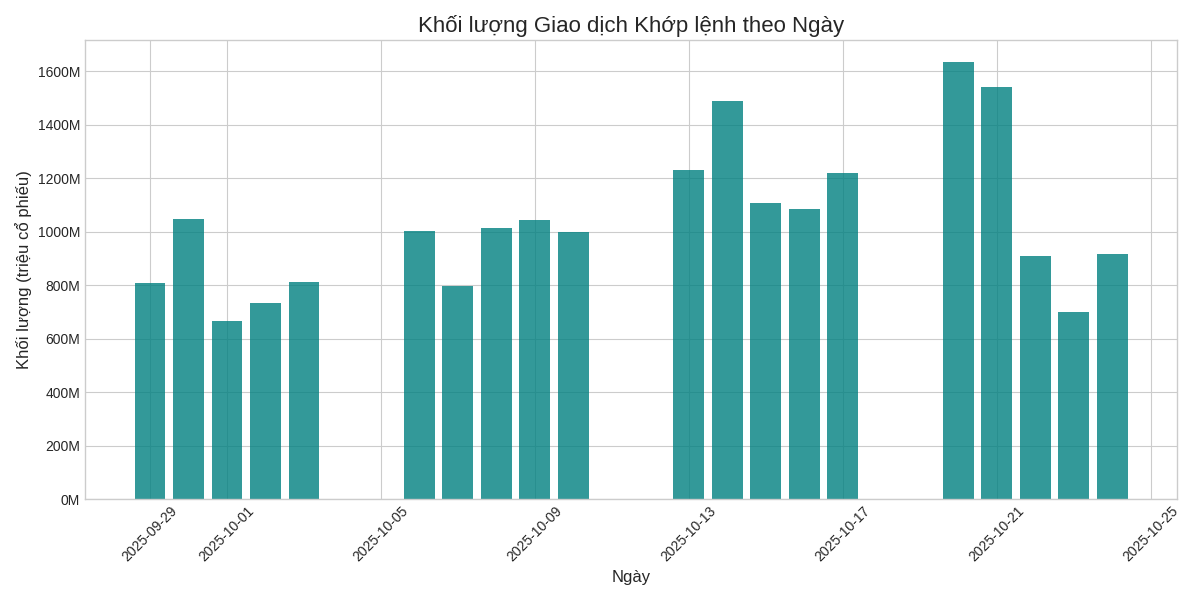 Khối lượng Giao dịch Khớp lệnh theo Ngày
Khối lượng (triệu cổ phiếu)
1600M
1400M
1200M
1000M
800M
600M
400M
200M
0M
2025-09-29
2025-10-01
2025-10-05
2025-10-09
2025-10-13
2025-10-17
2025-10-21
2025-10-25
Ngày